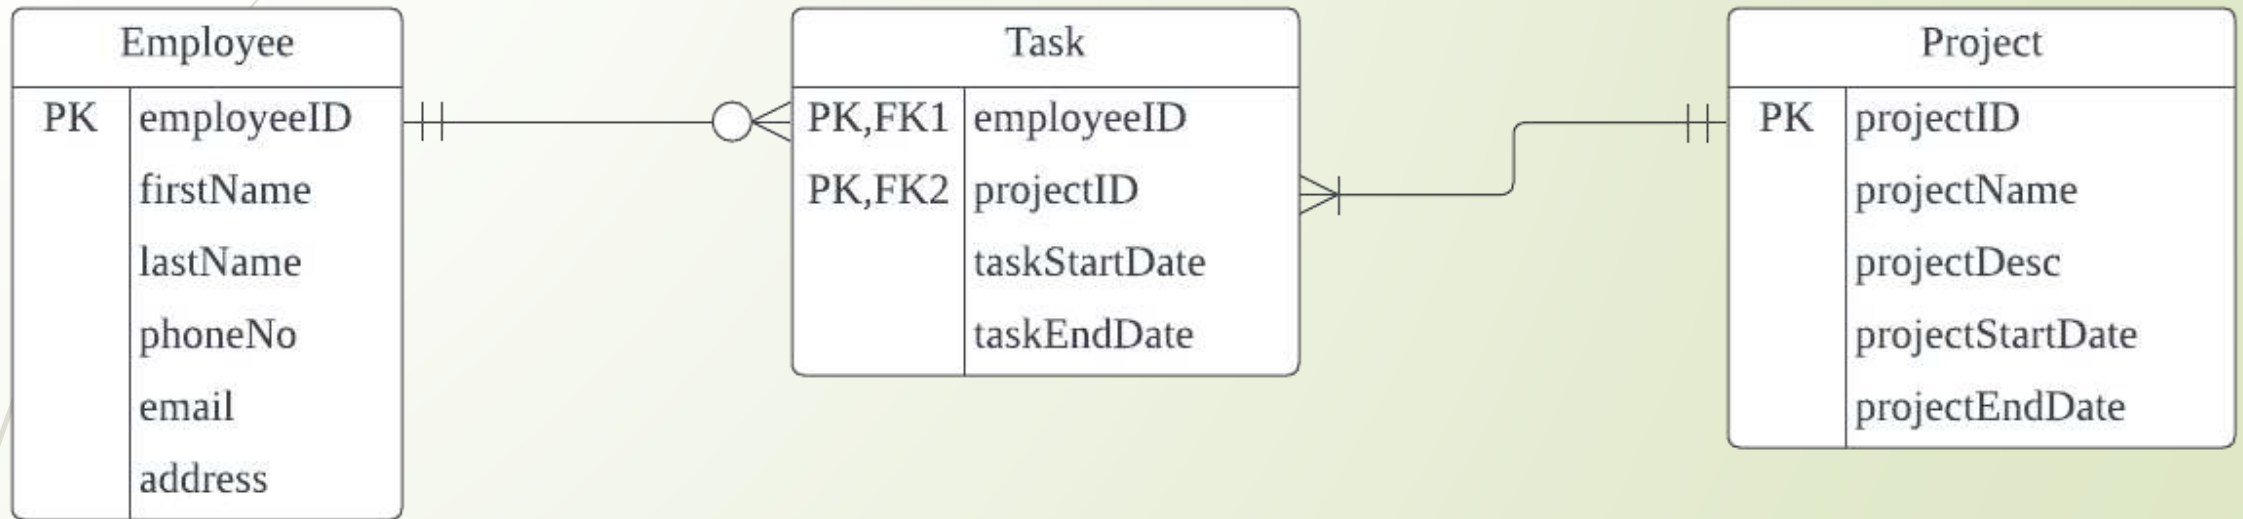 Employee
PK employeeID
firstName
lastName
phoneNo
email
address
Task
PK,FK1 employeeID
PK,FK2 projectID
taskStartDate
taskEndDate
Project
PK projectID
projectName
projectDesc
projectStartDate
projectEndDate